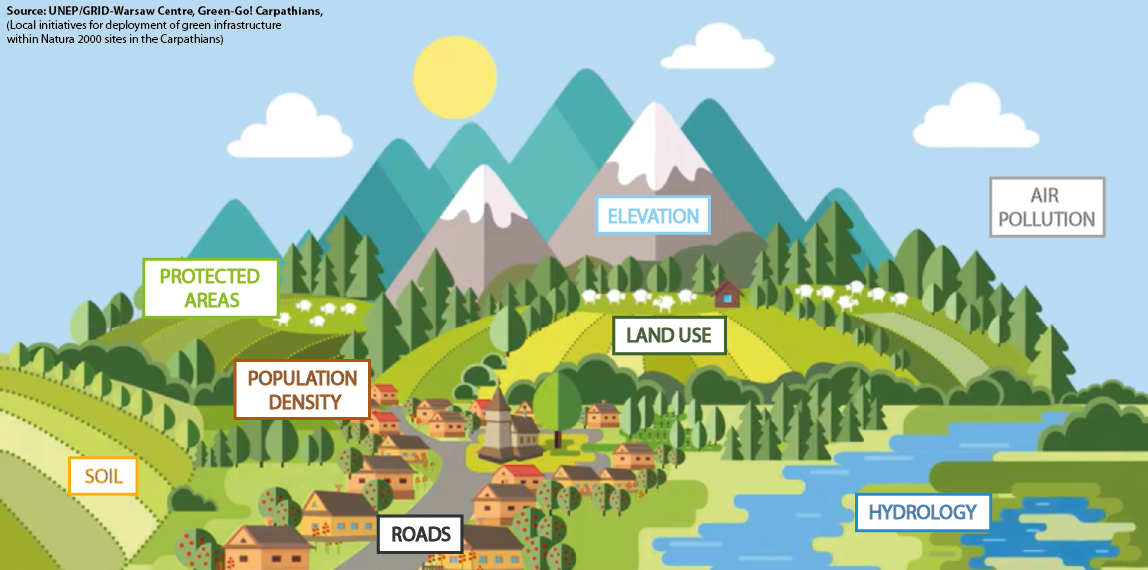 Source: UNEP/GRID-Warsaw Centre, Green-Go! Carpathians,
(Local initiatives for deployment of green infrastructure
within Natura 2000 sites in the Carpathians)
AIR
POLLUTION
ELEVATION
PROTECTED
AREAS
LAND USE
POPULATION
DENSITY
SOIL
HYDROLOGY
ROADS